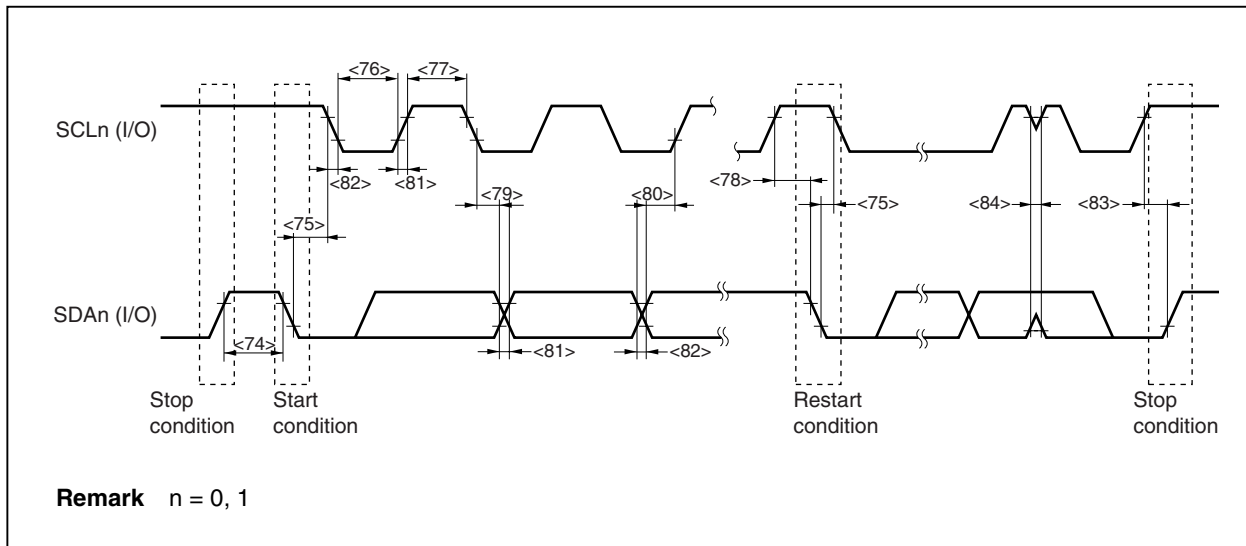 <76> <77>
SCLn (I/O)
<82> <81> <79> <80> <78> <75> <84> <83>
<75>
SDAn (I/O)
<74> <81> <82>
Stop condition
Start condition
Restart condition
Stop condition
Remark n = 0, 1